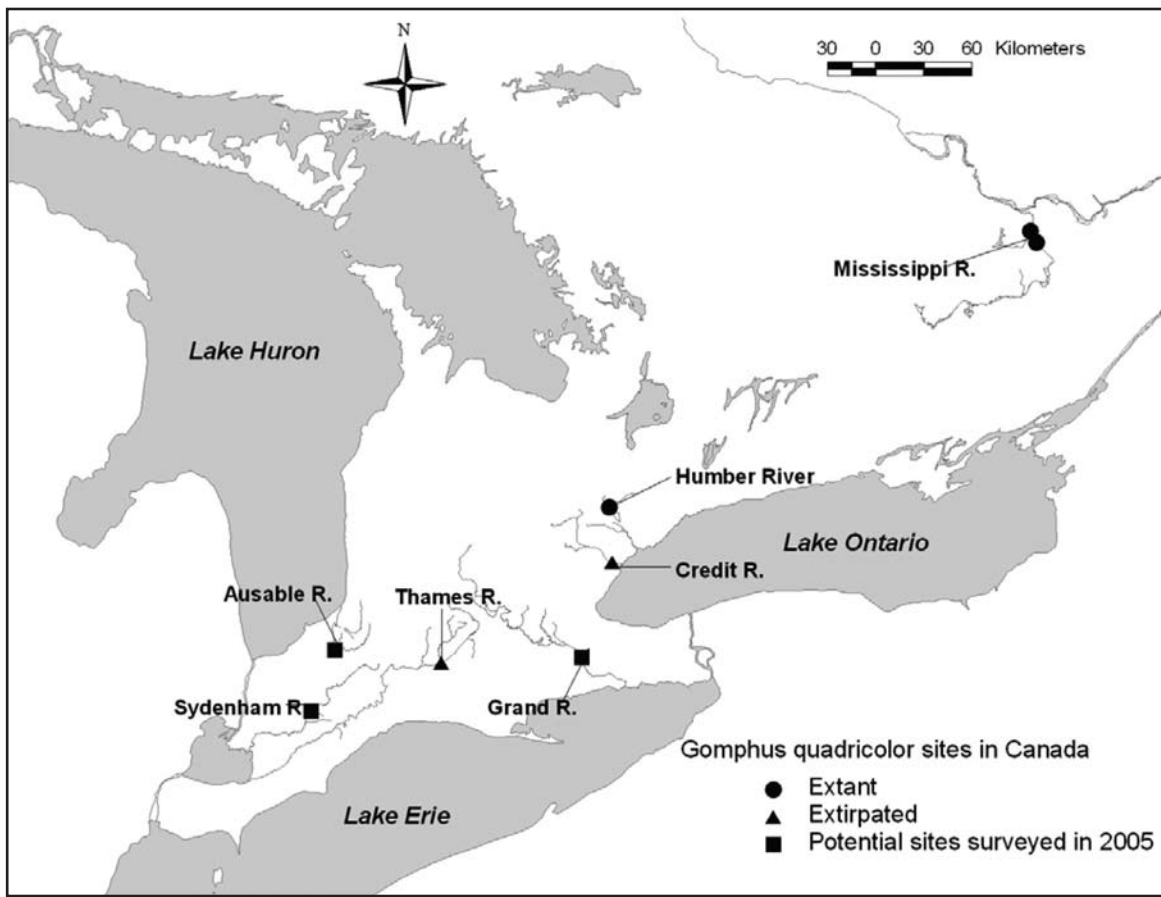 N
30 0 30 60 Kilometers
Mississippi R.
Lake Huron
Humber River
Lake Ontario
Credit R.
Ausable R.
Thames R.
Sydenham R.
Grand R.
Lake Erie
Gomphus quadricolor sites in Canada
Extant
Extirpated
Potential sites surveyed in 2005